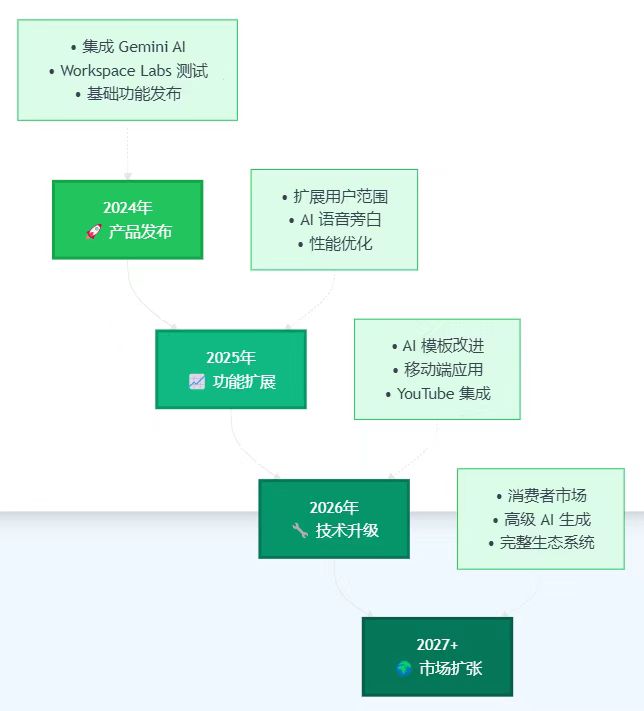 • 集成 Gemini AI
• Workspace Labs 测试
• 基础功能发布
2024年
🚀 产品发布
• 扩展用户范围
• AI 语音旁白
• 性能优化
2025年
📈 功能扩展
• AI 模板改进
• 移动端应用
• YouTube 集成
2026年
🔧 技术升级
• 消费者市场
• 高级 AI 生成
• 完整生态系统
2027+
🌍 市场扩张